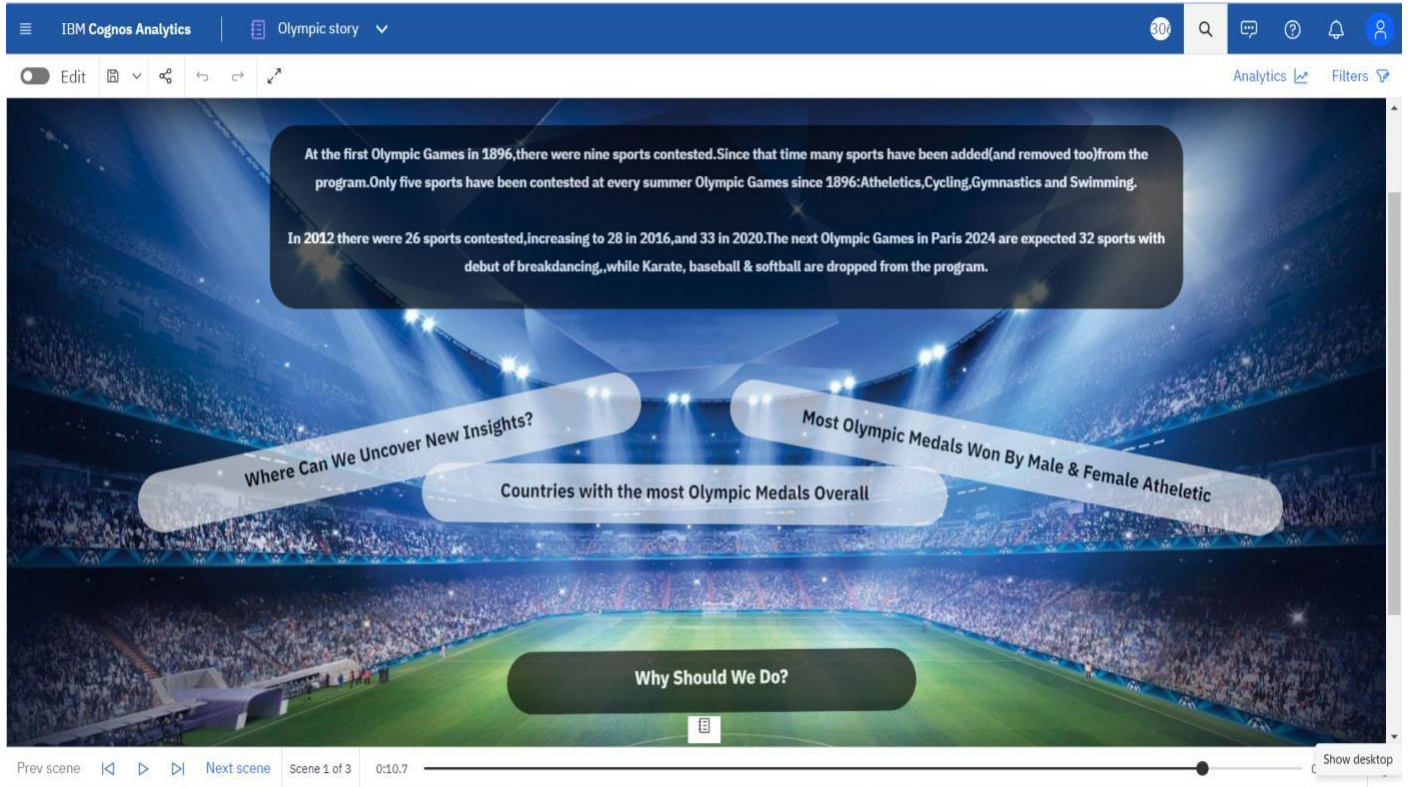 IBM Cognos Analytics
Olympic story
306
Edit
Analytics
Filters
At the first Olympic Games in 1896,there were nine sports contested.Since that time many sports have been added(and removed too)from the
program.Only five sports have been contested at every summer Olympic Games since 1896:Atheletics,Cycling,Gymnastics and Swimming.
In 2012 there were 26 sports contested,increasing to 28 in 2016,and 33 in 2020.The next Olympic Games in Paris 2024 are expected 32 sports with
debut of breakdancing,,while Karate, baseball & softball are dropped from the program.
Where Can We Uncover New Insights?
Most Olympic Medals Won By Male & Female Atheletic
Countries with the most Olympic Medals Overall
Why Should We Do?
Prev scene
Next scene
Scene 1 of 3
0:10.7
Show desktop